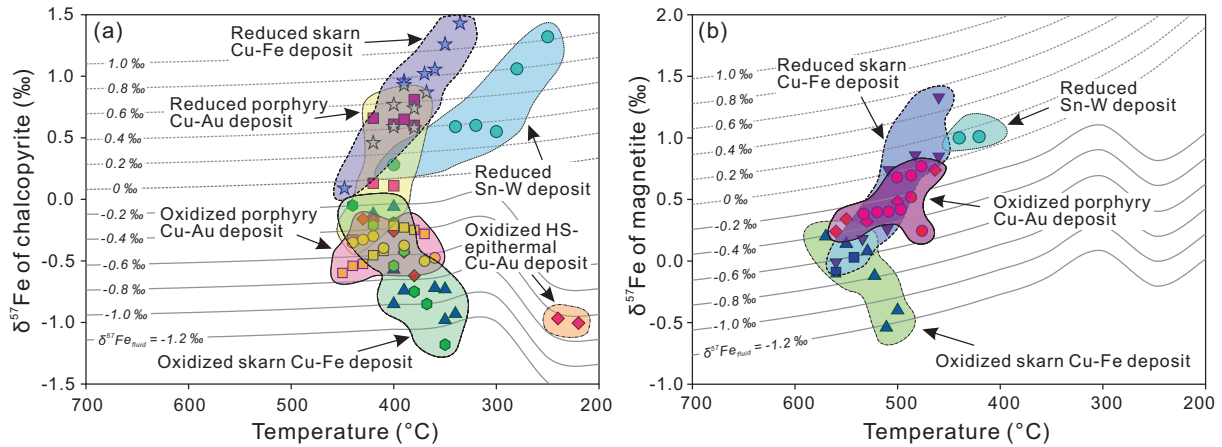 (a)
δ⁵⁷Fe of chalcopyrite (‰)
1.5
1.0
0.5
0.0
-0.5
-1.0
-1.5
1.0 ‰
0.8 ‰
0.6 ‰
0.4 ‰
0.2 ‰
0 ‰
-0.2 ‰
-0.4 ‰
-0.6 ‰
-0.8 ‰
-1.0 ‰
δ⁵⁷Fe_fluid = -1.2 ‰
Reduced skarn
Cu-Fe deposit
Reduced porphyry
Cu-Au deposit
Reduced
Sn-W deposit
Oxidized porphyry
Cu-Au deposit
Oxidized HS-
epithermal
Cu-Au deposit
Oxidized skarn Cu-Fe deposit
700
600
500
400
300
200
Temperature (°C)
(b)
δ⁵⁷Fe of magnetite (‰)
2.0
1.5
1.0
0.5
0.0
-0.5
-1.0
1.0 ‰
0.8 ‰
0.6 ‰
0.4 ‰
0.2 ‰
0 ‰
-0.2 ‰
-0.4 ‰
-0.6 ‰
-0.8 ‰
-1.0 ‰
δ⁵⁷Fe_fluid = -1.2 ‰
Reduced skarn
Cu-Fe deposit
Reduced
Sn-W deposit
Oxidized porphyry
Cu-Au deposit
Oxidized skarn Cu-Fe deposit
700
600
500
400
300
200
Temperature (°C)